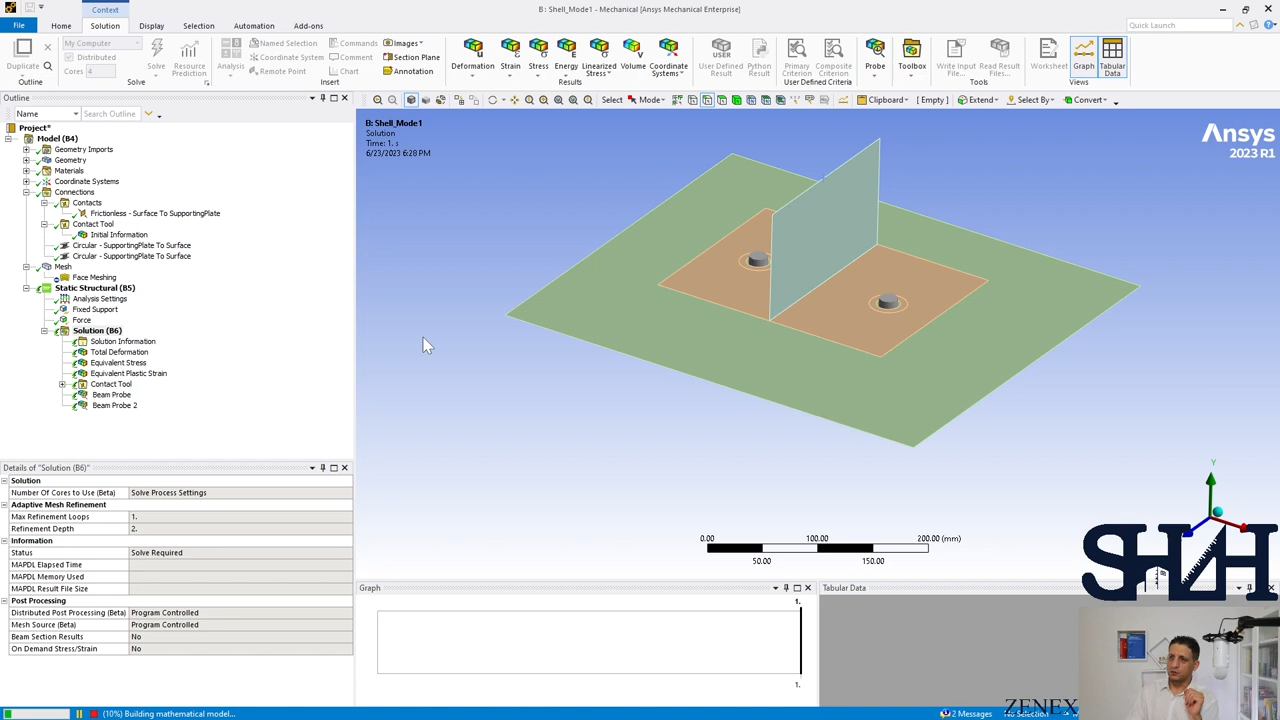 Context
B: Shell_Mode1 - Mechanical [Ansys Mechanical Enterprise]
File Home Solution Display Selection Automation Add-ons Quick Launch
Duplicate
My Computer
Distributed
Cores 4
Solve
Resource Prediction
Analysis
Named Selection
Coordinate System
Remote Point
Commands
Comment
Chart
Images
Section Plane
Annotation
Deformation
Strain
Stress
Energy
Linearized Stress
Volume
Coordinate Systems
User Defined Result
Python Result
Primary Criterion
Composite Criterion
Probe
Toolbox
Write Input File...
Read Result Files...
Worksheet
Graph
Tabular Data
Outline Solve Insert Results User Defined Criteria Tools Views
Outline
Name Search Outline
Select Mode Clipboard [ Empty ] Extend Select By Convert
Project*
Model (B4)
Geometry Imports
Geometry
Materials
Coordinate Systems
Connections
Contacts
Frictionless - Surface To SupportingPlate
Contact Tool
Initial Information
Circular - SupportingPlate To Surface
Circular - SupportingPlate To Surface
Mesh
Face Meshing
Static Structural (B5)
Analysis Settings
Fixed Support
Force
Solution (B6)
Solution Information
Total Deformation
Equivalent Stress
Equivalent Plastic Strain
Contact Tool
Beam Probe
Beam Probe 2
B: Shell_Mode1
Solution
Time: 1. s
6/23/2023 6:28 PM
Ansys
2023 R1
Y
0.00 100.00 200.00 (mm)
50.00 150.00
Details of "Solution (B6)"
Solution
Number Of Cores to Use (Beta) Solve Process Settings
Adaptive Mesh Refinement
Max Refinement Loops 1.
Refinement Depth 2.
Information
Status Solve Required
MAPDL Elapsed Time
MAPDL Memory Used
MAPDL Result File Size
Post Processing
Distributed Post Processing (Beta) Program Controlled
Mesh Source (Beta) Program Controlled
Beam Section Results No
On Demand Stress/Strain No
Graph
1.
1.
Tabular Data
ZENEX
(10%) Building mathematical model...
2 Messages
No Selection